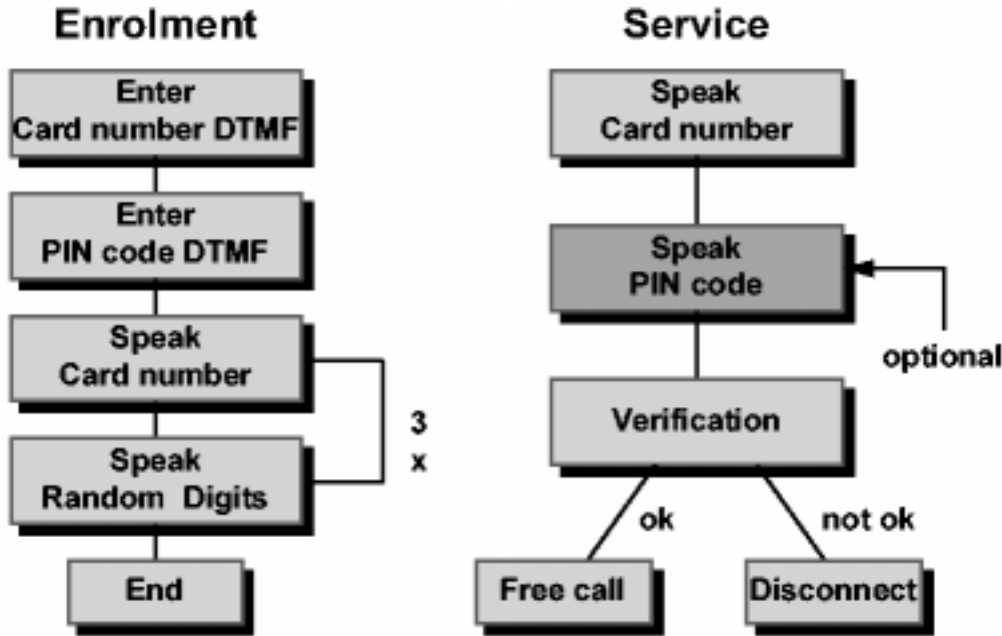 Enrolment
Enter
Card number DTMF
Enter
PIN code DTMF
Speak
Card number
Speak
Random Digits
3
x
End
Service
Speak
Card number
Speak
PIN code
optional
Verification
ok
not ok
Free call
Disconnect